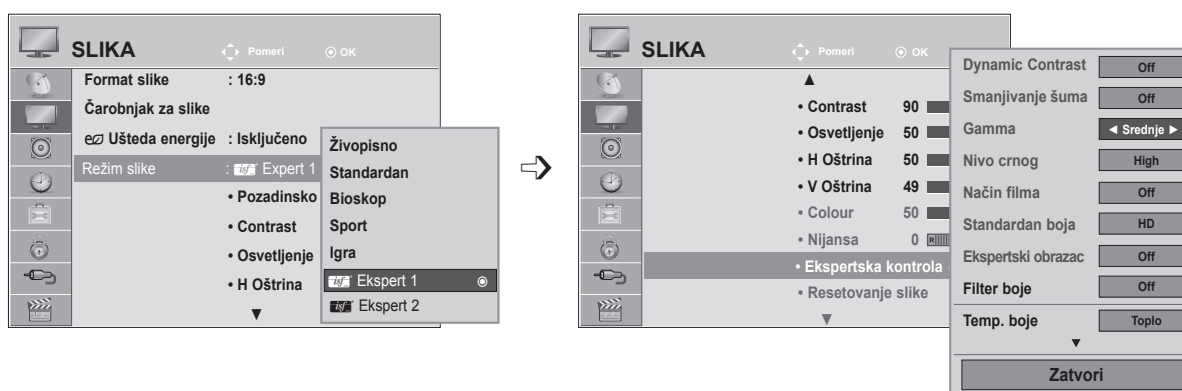 SLIKA Pomeri OK
Format slike : 16:9
Čarobnjak za slike
Ušteda energije : Isključeno
Režim slike : isf Expert 1
• Pozadinsko
• Contrast
• Osvetljenje
• H Oštrina
▼
Živopisno
Standardan
Bioskop
Sport
Igra
isf Ekspert 1
isf Ekspert 2
SLIKA Pomeri OK
▲
• Contrast 90
• Osvetljenje 50
• H Oštrina 50
• V Oštrina 49
• Colour 50
• Nijansa 0 R
• Ekspertska kontrola
• Resetovanje slike
▼
Dynamic Contrast Off
Smanjivanje šuma Off
Gamma ◄ Srednje ►
Nivo crnog High
Način filma Off
Standardan boja HD
Ekspertski obrazac Off
Filter boje Off
Temp. boje Toplo
▼
Zatvori